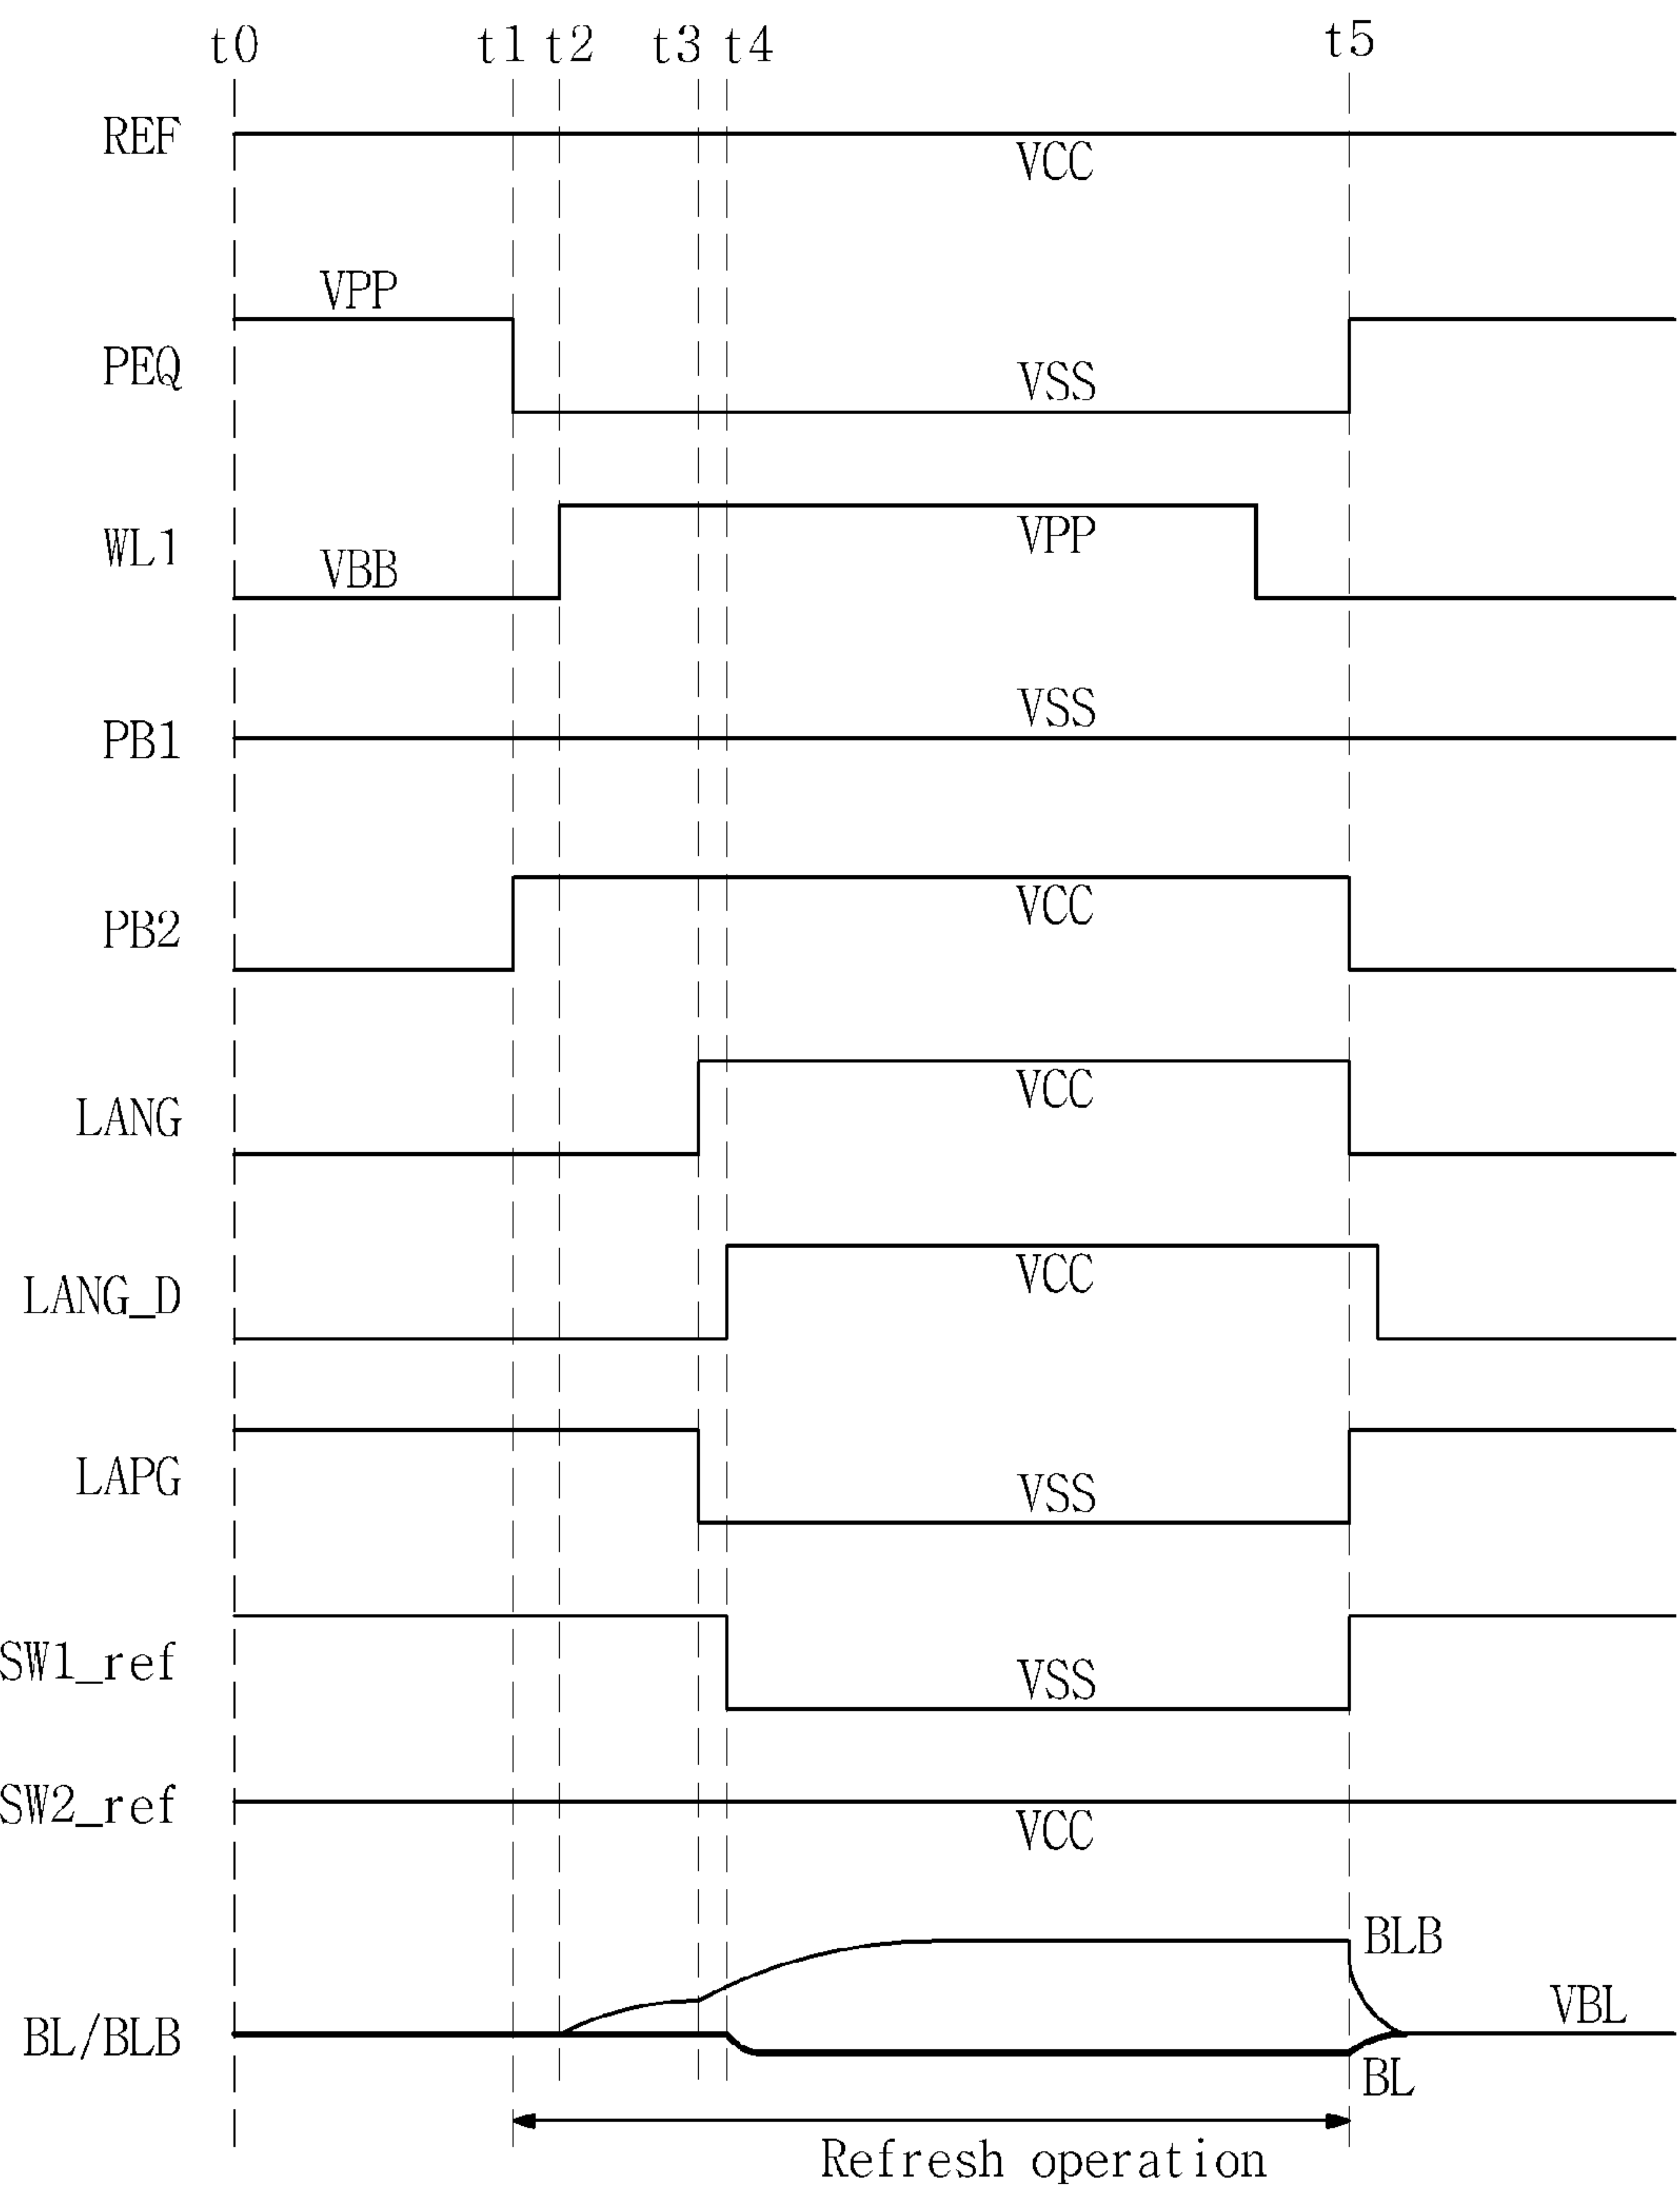 t0 t1 t2 t3 t4 t5
REF
VCC
VPP
PEQ
VSS
WL1
VBB
VPP
VSS
PB1
VCC
PB2
VCC
LANG
VCC
LANG_D
LAPG
VSS
SW1_ref
VSS
SW2_ref
VCC
BLB
VBL
BL/BLB
BL
Refresh operation